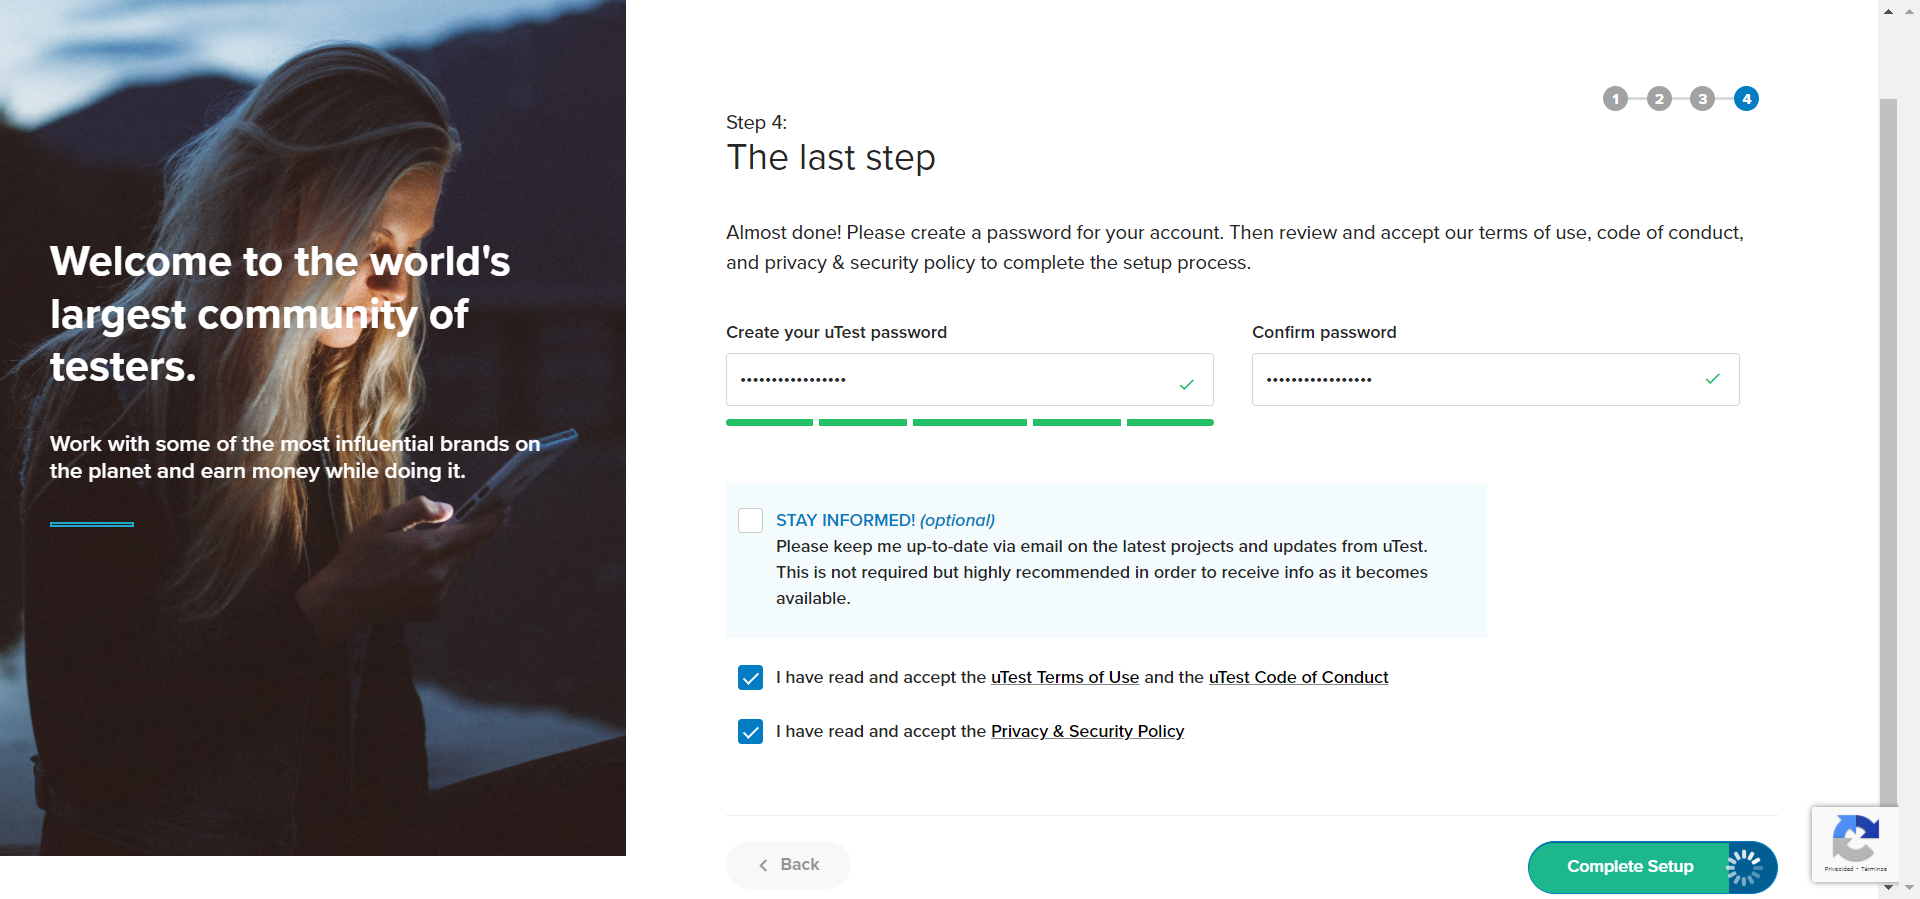 Welcome to the world's
largest community of
testers.
Work with some of the most influential brands on
the planet and earn money while doing it.
1 2 3 4
Step 4:
The last step
Almost done! Please create a password for your account. Then review and accept our terms of use, code of conduct,
and privacy & security policy to complete the setup process.
Create your uTest password
Confirm password
•••••••••••••••••
•••••••••••••••••
STAY INFORMED! (optional)
Please keep me up-to-date via email on the latest projects and updates from uTest.
This is not required but highly recommended in order to receive info as it becomes
available.
I have read and accept the uTest Terms of Use and the uTest Code of Conduct
I have read and accept the Privacy & Security Policy
Back
Complete Setup
Privacidad - Términos